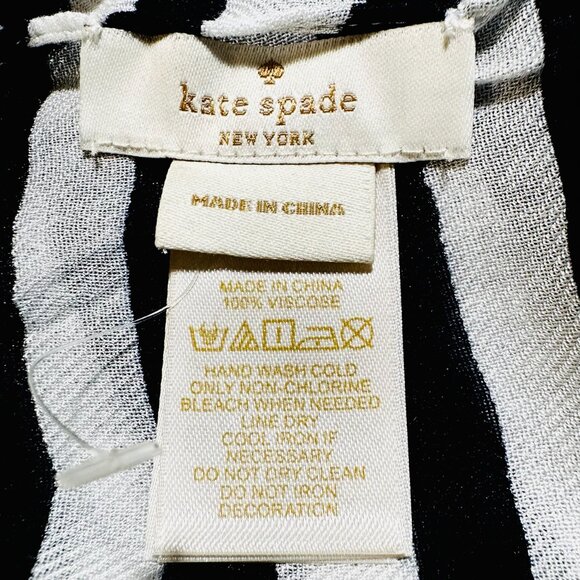 kate spade
NEW YORK
MADE IN CHINA
MADE IN CHINA
100% VISCOSE
HAND WASH COLD
ONLY NON-CHLORINE
BLEACH WHEN NEEDED
LINE DRY
COOL IRON IF
NECESSARY
DO NOT DRY CLEAN
DO NOT IRON
DECORATION